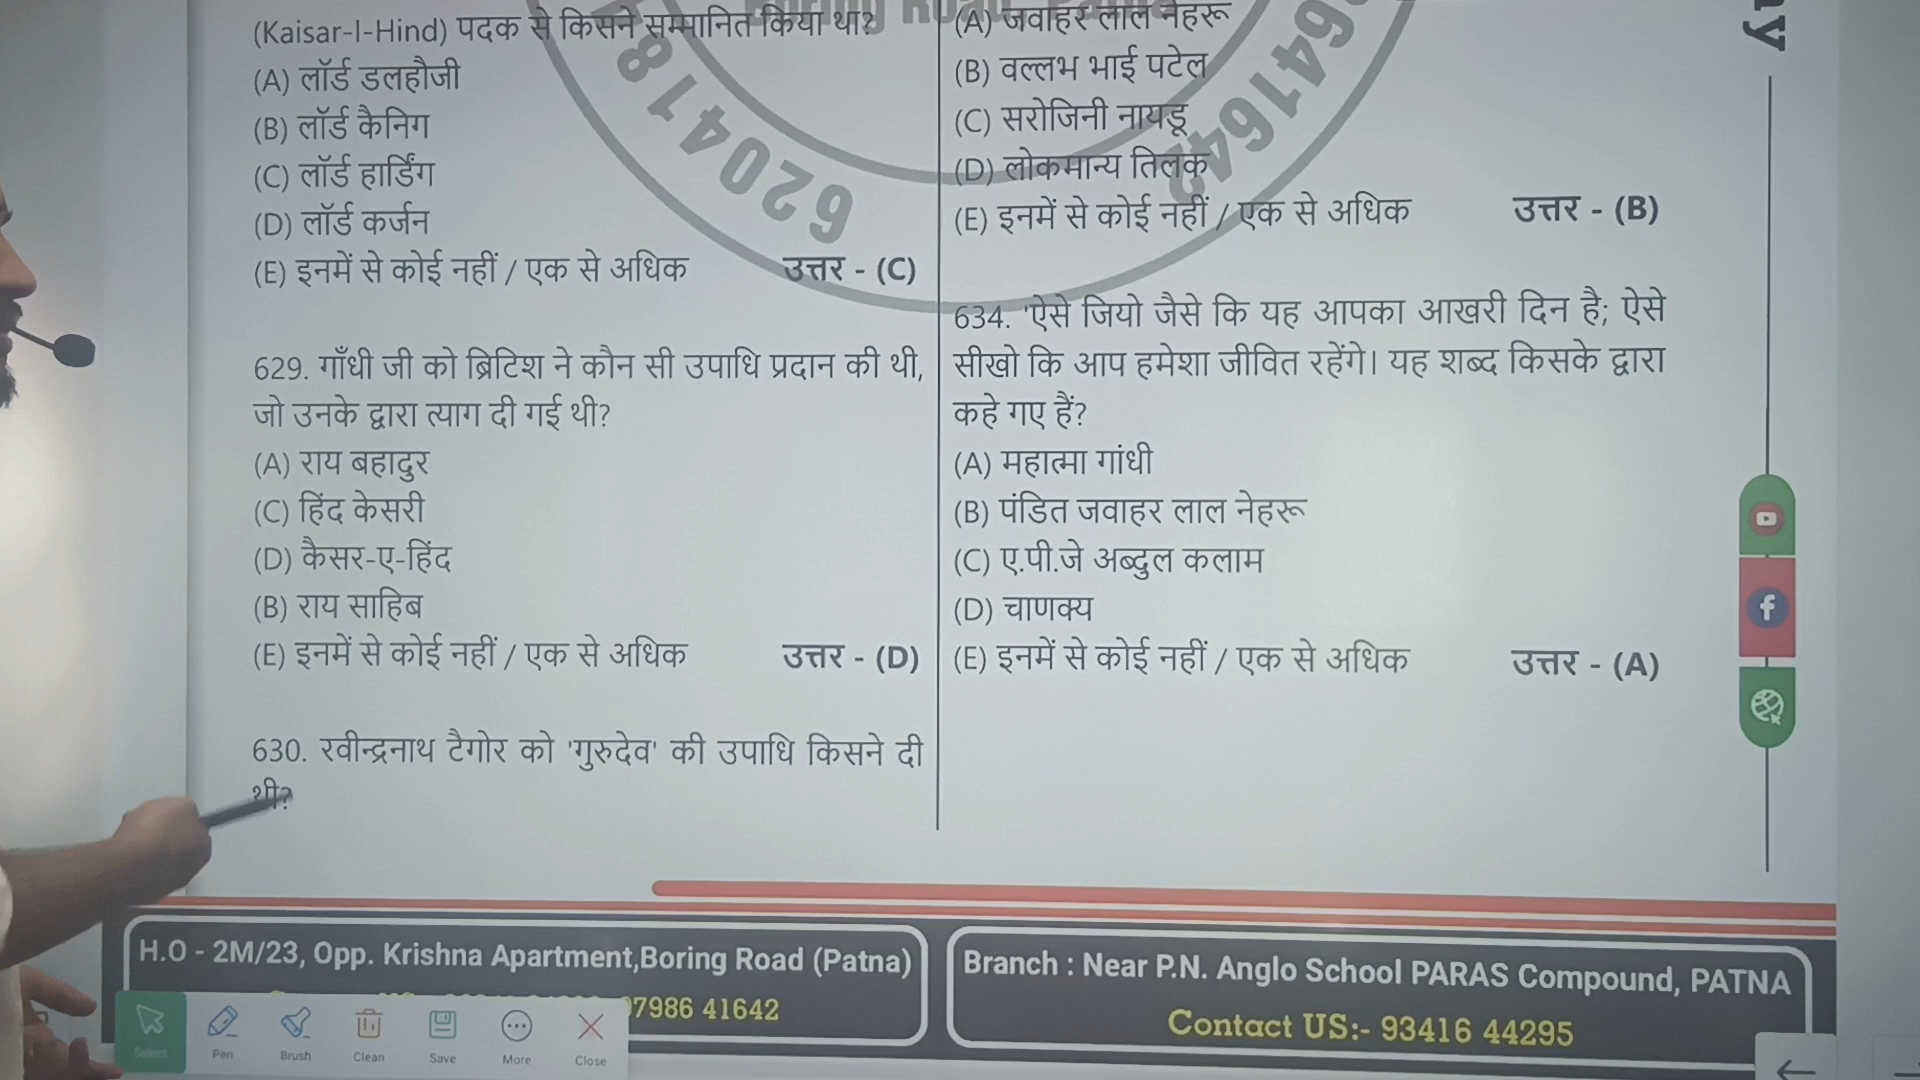 (Kaisar-I-Hind) पदक से किसने सम्मानित किया था?
(A) लॉर्ड डलहौजी
(B) लॉर्ड कैनिग
(C) लॉर्ड हार्डिंग
(D) लॉर्ड कर्जन
(E) इनमें से कोई नहीं / एक से अधिक उत्तर - (C)
629. गाँधी जी को ब्रिटिश ने कौन सी उपाधि प्रदान की थी,
जो उनके द्वारा त्याग दी गई थी?
(A) राय बहादुर
(C) हिंद केसरी
(D) कैसर-ए-हिंद
(B) राय साहिब
(E) इनमें से कोई नहीं / एक से अधिक उत्तर - (D)
630. रवीन्द्रनाथ टैगोर को 'गुरुदेव' की उपाधि किसने दी
थी?
(A) जवाहर लाल नेहरू
(B) वल्लभ भाई पटेल
(C) सरोजिनी नायडू
(D) लोकमान्य तिलक
(E) इनमें से कोई नहीं / एक से अधिक उत्तर - (B)
634. 'ऐसे जियो जैसे कि यह आपका आखरी दिन है; ऐसे
सीखो कि आप हमेशा जीवित रहेंगे। यह शब्द किसके द्वारा
कहे गए हैं?
(A) महात्मा गांधी
(B) पंडित जवाहर लाल नेहरू
(C) ए.पी.जे अब्दुल कलाम
(D) चाणक्य
(E) इनमें से कोई नहीं / एक से अधिक उत्तर - (A)
H.O - 2M/23, Opp. Krishna Apartment,Boring Road (Patna)
07986 41642
Branch : Near P.N. Anglo School PARAS Compound, PATNA
Contact US:- 93416 44295
Select Pen Brush Clean Save More Close